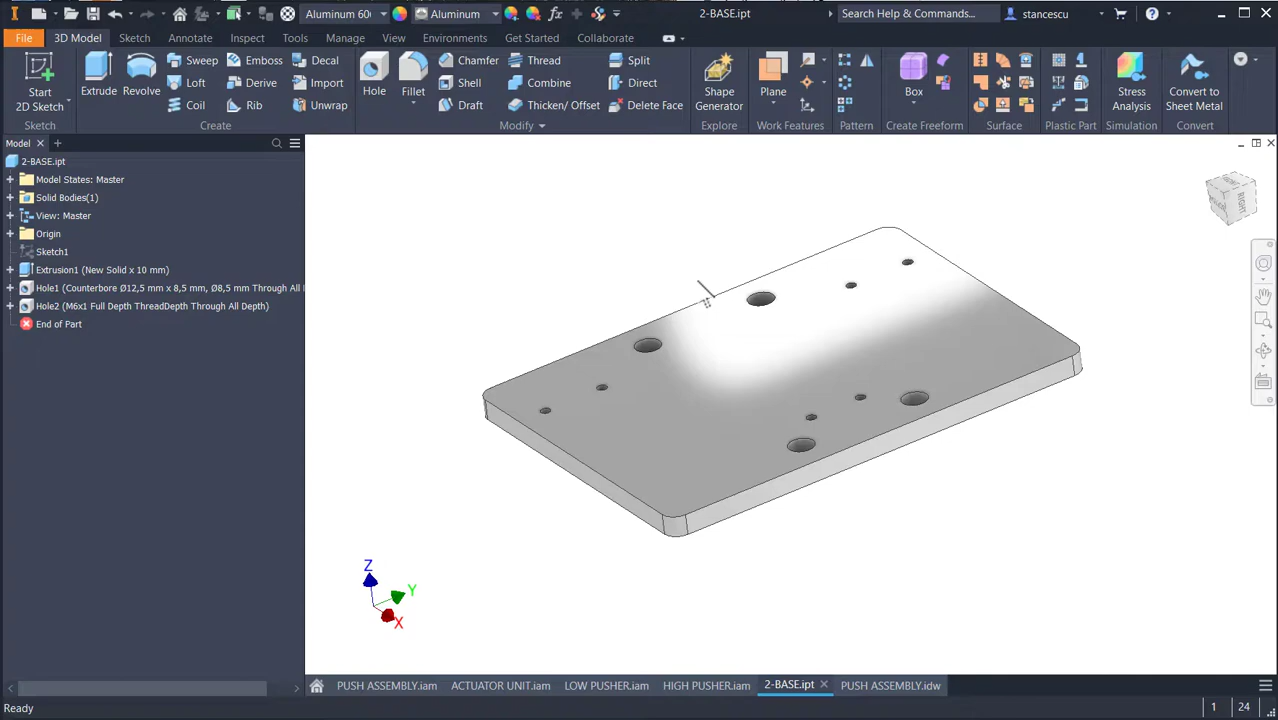 Aluminum 60
Aluminum
2-BASE.ipt
Search Help & Commands...
stancescu
File
3D Model
Sketch
Annotate
Inspect
Tools
Manage
View
Environments
Get Started
Collaborate
Start
2D Sketch
Extrude
Revolve
Sweep
Loft
Coil
Emboss
Derive
Rib
Decal
Import
Unwrap
Hole
Fillet
Chamfer
Shell
Draft
Thread
Combine
Thicken/ Offset
Split
Direct
Delete Face
Shape
Generator
Plane
Box
Stress
Analysis
Convert to
Sheet Metal
Sketch
Create
Modify
Explore
Work Features
Pattern
Create Freeform
Surface
Plastic Part
Simulation
Convert
Model
2-BASE.ipt
Model States: Master
Solid Bodies(1)
View: Master
Origin
Sketch1
Extrusion1 (New Solid x 10 mm)
Hole1 (Counterbore Ø12,5 mm x 8,5 mm, Ø8,5 mm Through All
Hole2 (M6x1 Full Depth ThreadDepth Through All Depth)
End of Part
RIGHT
Z
Y
X
PUSH ASSEMBLY.iam
ACTUATOR UNIT.iam
LOW PUSHER.iam
HIGH PUSHER.iam
2-BASE.ipt
PUSH ASSEMBLY.idw
Ready
1
24